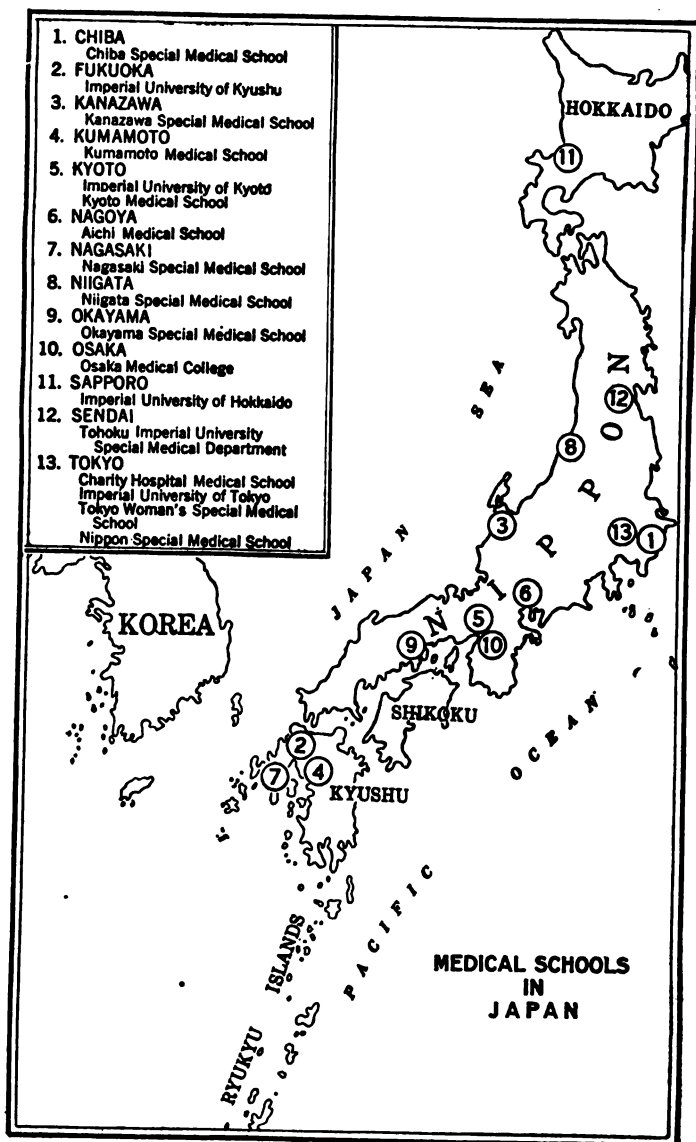 1. CHIBA
Chiba Special Medical School
2. FUKUOKA
Imperial University of Kyushu
3. KANAZAWA
Kanazawa Special Medical School
4. KUMAMOTO
Kumamoto Medical School
5. KYOTO
Imperial University of Kyoto
Kyoto Medical School
6. NAGOYA
Aichi Medical School
7. NAGASAKI
Nagasaki Special Medical School
8. NIIGATA
Niigata Special Medical School
9. OKAYAMA
Okayama Special Medical School
10. OSAKA
Osaka Medical College
11. SAPPORO
Imperial University of Hokkaido
12. SENDAI
Tohoku Imperial University
Special Medical Department
13. TOKYO
Charity Hospital Medical School
Imperial University of Tokyo
Tokyo Woman's Special Medical
School
Nippon Special Medical School
HOKKAIDO
11
12
8
3
13
1
6
5
10
9
2
7
4
NIPPON
JAPAN SEA
KOREA
SHIKOKU
KYUSHU
PACIFIC OCEAN
RYUKYU ISLANDS
MEDICAL SCHOOLS
IN
JAPAN